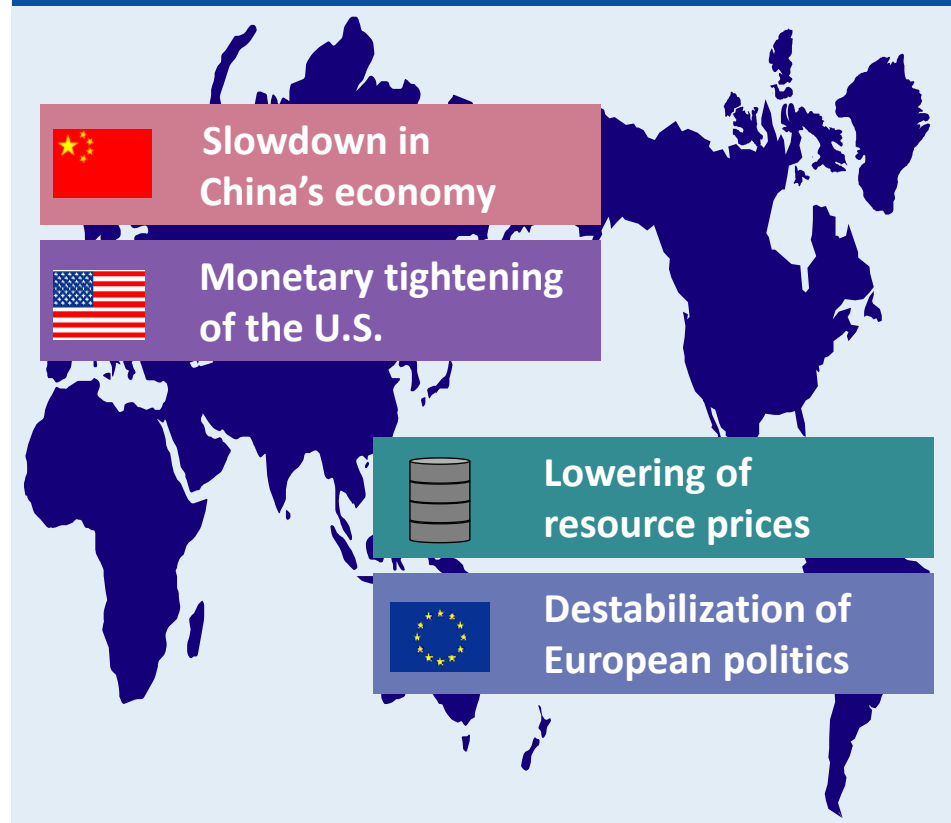 Slowdown in
China’s economy
Monetary tightening
of the U.S.
Lowering of
resource prices
Destabilization of
European politics